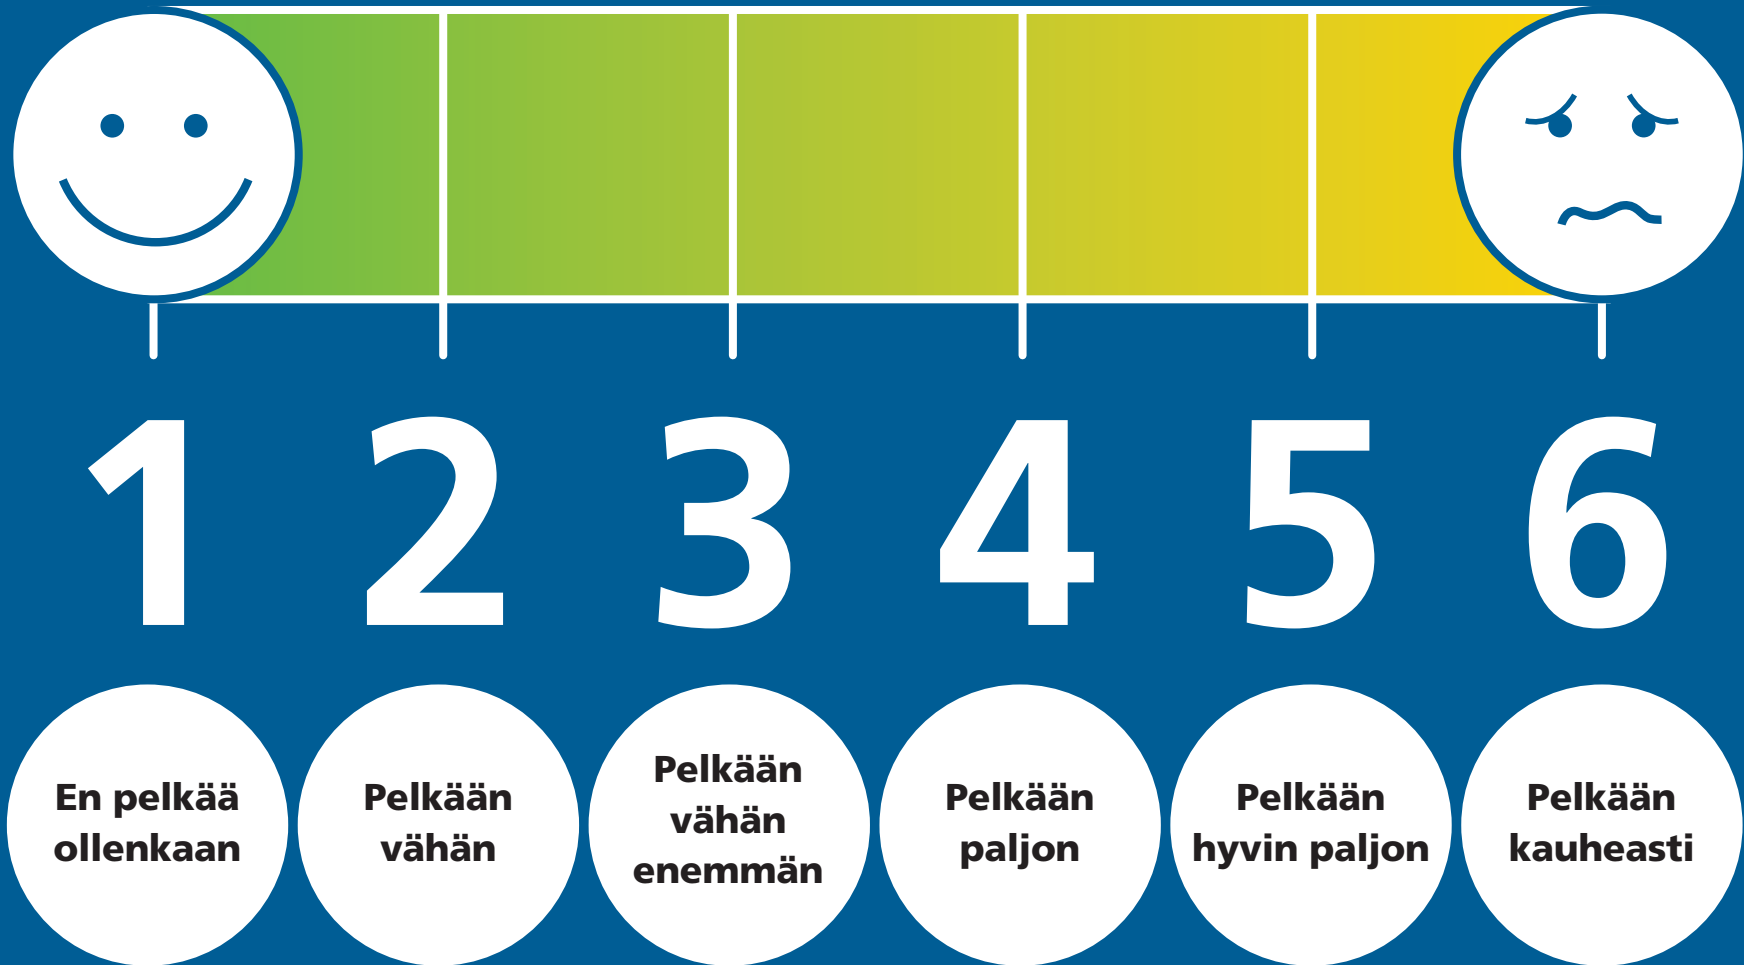 1 2 3 4 5 6
En pelkää
ollenkaan
Pelkään
vähän
Pelkään
vähän
enemmän
Pelkään
paljon
Pelkään
hyvin paljon
Pelkään
kauheasti